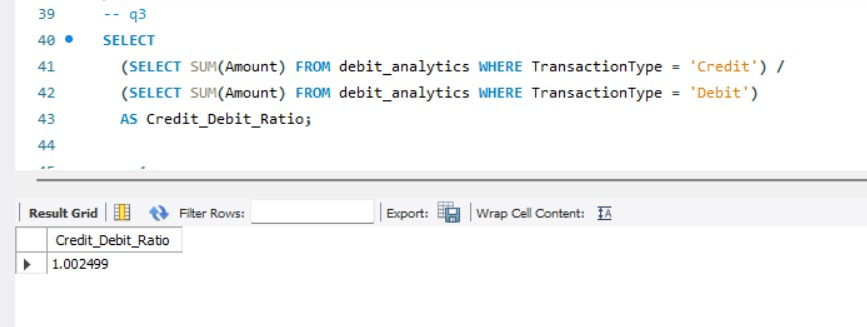 39 -- q3
40 SELECT
41 (SELECT SUM(Amount) FROM debit_analytics WHERE TransactionType = 'Credit') /
42 (SELECT SUM(Amount) FROM debit_analytics WHERE TransactionType = 'Debit')
43 AS Credit_Debit_Ratio;
44
Result Grid Filter Rows: Export: Wrap Cell Content: IA
Credit_Debit_Ratio
1.002499